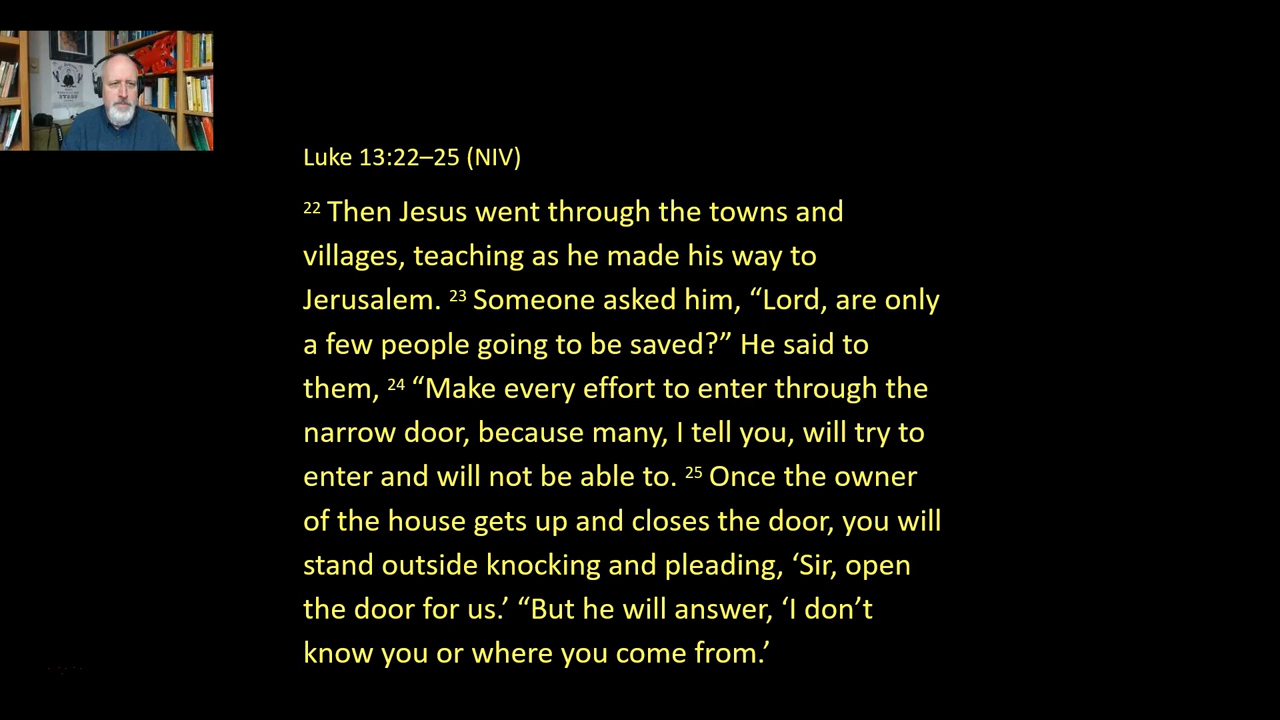 Luke 13:22–25 (NIV)
22 Then Jesus went through the towns and
villages, teaching as he made his way to
Jerusalem. 23 Someone asked him, “Lord, are only
a few people going to be saved?” He said to
them, 24 “Make every effort to enter through the
narrow door, because many, I tell you, will try to
enter and will not be able to. 25 Once the owner
of the house gets up and closes the door, you will
stand outside knocking and pleading, ‘Sir, open
the door for us.’ “But he will answer, ‘I don’t
know you or where you come from.’